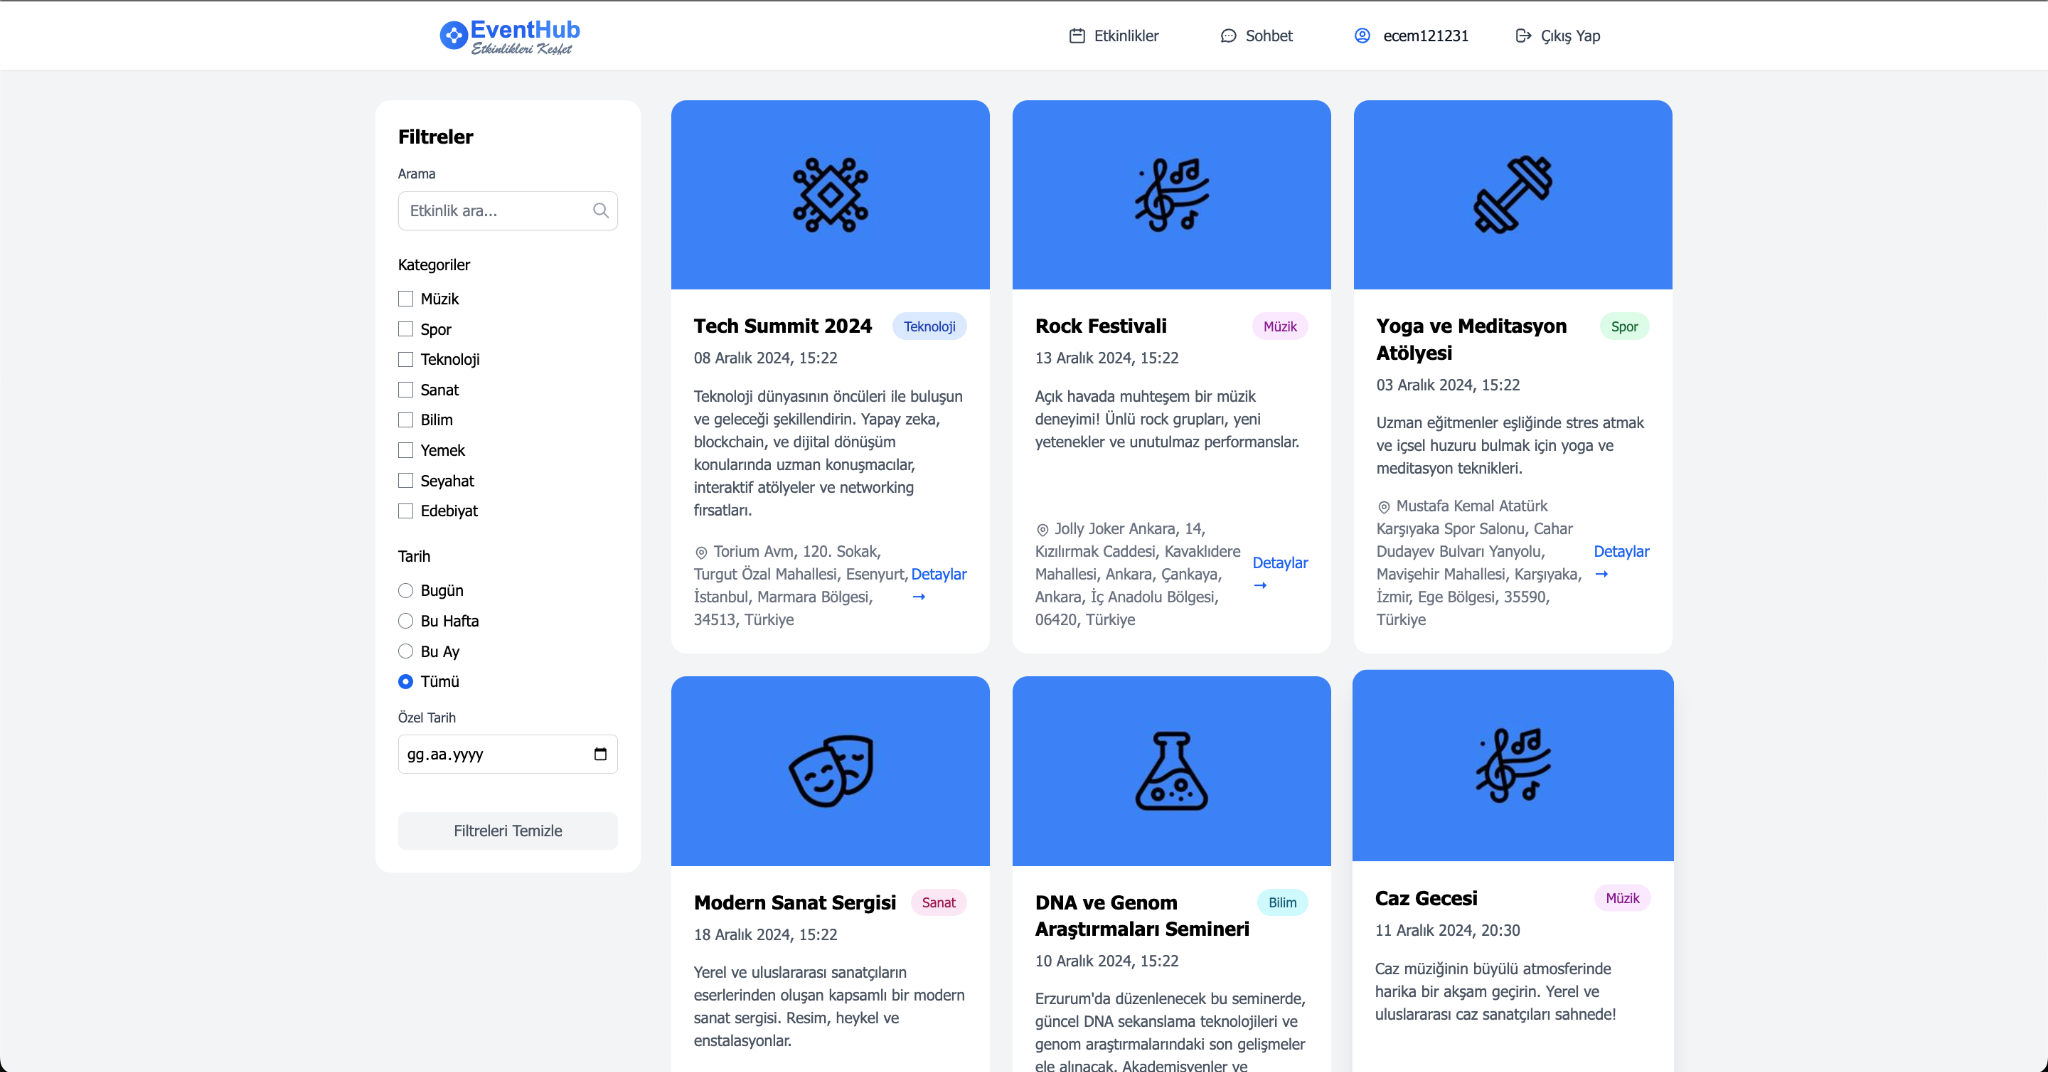 EventHub
Etkinlikleri Keşfet
Etkinlikler
Sohbet
ecem121231
Çıkış Yap
Filtreler
Arama
Etkinlik ara...
Kategoriler
Müzik
Spor
Teknoloji
Sanat
Bilim
Yemek
Seyahat
Edebiyat
Tarih
Bugün
Bu Hafta
Bu Ay
Tümü
Özel Tarih
gg.aa.yyyy
Filtreleri Temizle
Tech Summit 2024
Teknoloji
08 Aralık 2024, 15:22
Teknoloji dünyasının öncüleri ile buluşun
ve geleceği şekillendirin. Yapay zeka,
blockchain, ve dijital dönüşüm
konularında uzman konuşmacılar,
interaktif atölyeler ve networking
fırsatları.
Torium Avm, 120. Sokak,
Turgut Özal Mahallesi, Esenyurt,
İstanbul, Marmara Bölgesi,
34513, Türkiye
Detaylar
→
Rock Festivali
Müzik
13 Aralık 2024, 15:22
Açık havada muhteşem bir müzik
deneyimi! Ünlü rock grupları, yeni
yetenekler ve unutulmaz performanslar.
Jolly Joker Ankara, 14,
Kızılırmak Caddesi, Kavaklıdere
Mahallesi, Ankara, Çankaya,
Ankara, İç Anadolu Bölgesi,
06420, Türkiye
Detaylar
→
Yoga ve Meditasyon
Atölyesi
Spor
03 Aralık 2024, 15:22
Uzman eğitmenler eşliğinde stres atmak
ve içsel huzuru bulmak için yoga ve
meditasyon teknikleri.
Mustafa Kemal Atatürk
Karşıyaka Spor Salonu, Cahar
Dudayev Bulvarı Yanyolu,
Mavişehir Mahallesi, Karşıyaka,
İzmir, Ege Bölgesi, 35590,
Türkiye
Detaylar
→
Modern Sanat Sergisi
Sanat
18 Aralık 2024, 15:22
Yerel ve uluslararası sanatçıların
eserlerinden oluşan kapsamlı bir modern
sanat sergisi. Resim, heykel ve
enstalasyonlar.
DNA ve Genom
Araştırmaları Semineri
Bilim
10 Aralık 2024, 15:22
Erzurum'da düzenlenecek bu seminerde,
güncel DNA sekanslama teknolojileri ve
genom araştırmalarındaki son gelişmeler
ele alınacak. Akademisyenler ve
Caz Gecesi
Müzik
11 Aralık 2024, 20:30
Caz müziğinin büyülü atmosferinde
harika bir akşam geçirin. Yerel ve
uluslararası caz sanatçıları sahnede!